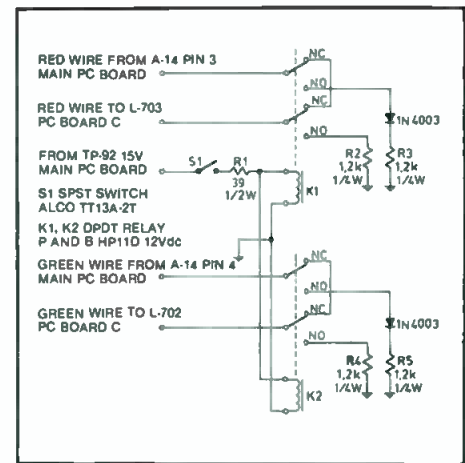 RED WIRE FROM A-14 PIN 3
MAIN PC BOARD
NC
NO
RED WIRE TO L-703
PC BOARD C
NC
1N4003
NO
FROM TP-92 15V
MAIN PC BOARD
S1
R1
39
1/2W
R2
1,2k
1/4W
R3
1,2k
1/4W
K1
S1 SPST SWITCH
ALCO TT13A-2T
K1, K2 DPDT RELAY
P AND B HP11D 12Vdc
GREEN WIRE FROM A-14 PIN 4
MAIN PC BOARD
NC
NO
GREEN WIRE TO L-702
PC BOARD C
NC
1N4003
NO
R4
1,2k
1/4W
R5
1,2k
1/4W
K2